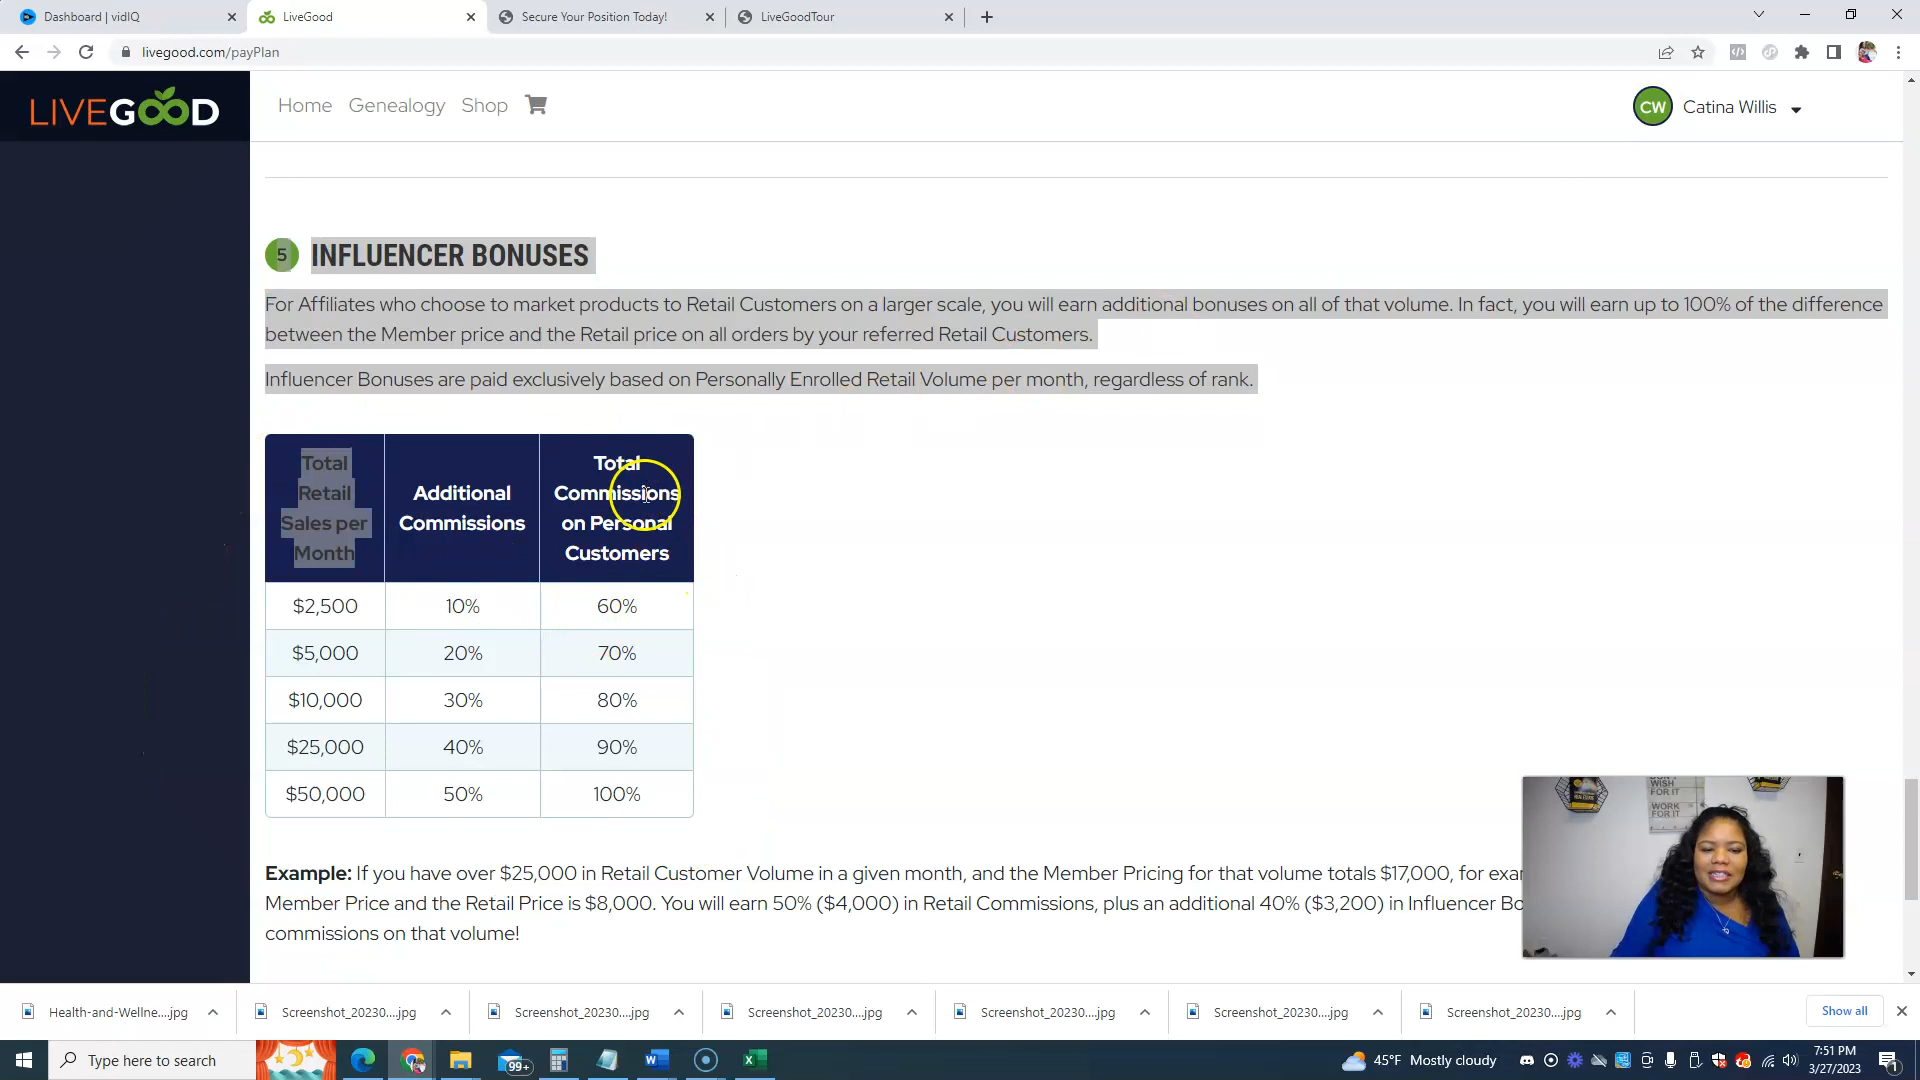 Dashboard | vidIQ
LiveGood
Secure Your Position Today!
LiveGoodTour
livegood.com/payPlan
LIVEGOOD
Home
Genealogy
Shop
CW
Catina Willis
5
INFLUENCER BONUSES
For Affiliates who choose to market products to Retail Customers on a larger scale, you will earn additional bonuses on all of that volume. In fact, you will earn up to 100% of the difference
between the Member price and the Retail price on all orders by your referred Retail Customers.
Influencer Bonuses are paid exclusively based on Personally Enrolled Retail Volume per month, regardless of rank.
Total
Retail
Sales per
Month
Additional
Commissions
Total
Commissions
on Personal
Customers
$2,500 10% 60%
$5,000 20% 70%
$10,000 30% 80%
$25,000 40% 90%
$50,000 50% 100%
Example: If you have over $25,000 in Retail Customer Volume in a given month, and the Member Pricing for that volume totals $17,000, for exa
Member Price and the Retail Price is $8,000. You will earn 50% ($4,000) in Retail Commissions, plus an additional 40% ($3,200) in Influencer Bo
commissions on that volume!
WISH
FOR IT
WORK
FOR IT
Health-and-Wellne....jpg
Screenshot_20230....jpg
Screenshot_20230....jpg
Screenshot_20230....jpg
Screenshot_20230....jpg
Screenshot_20230....jpg
Screenshot_20230....jpg
Show all
Type here to search
99+
45°F Mostly cloudy
7:51 PM
3/27/2023
1